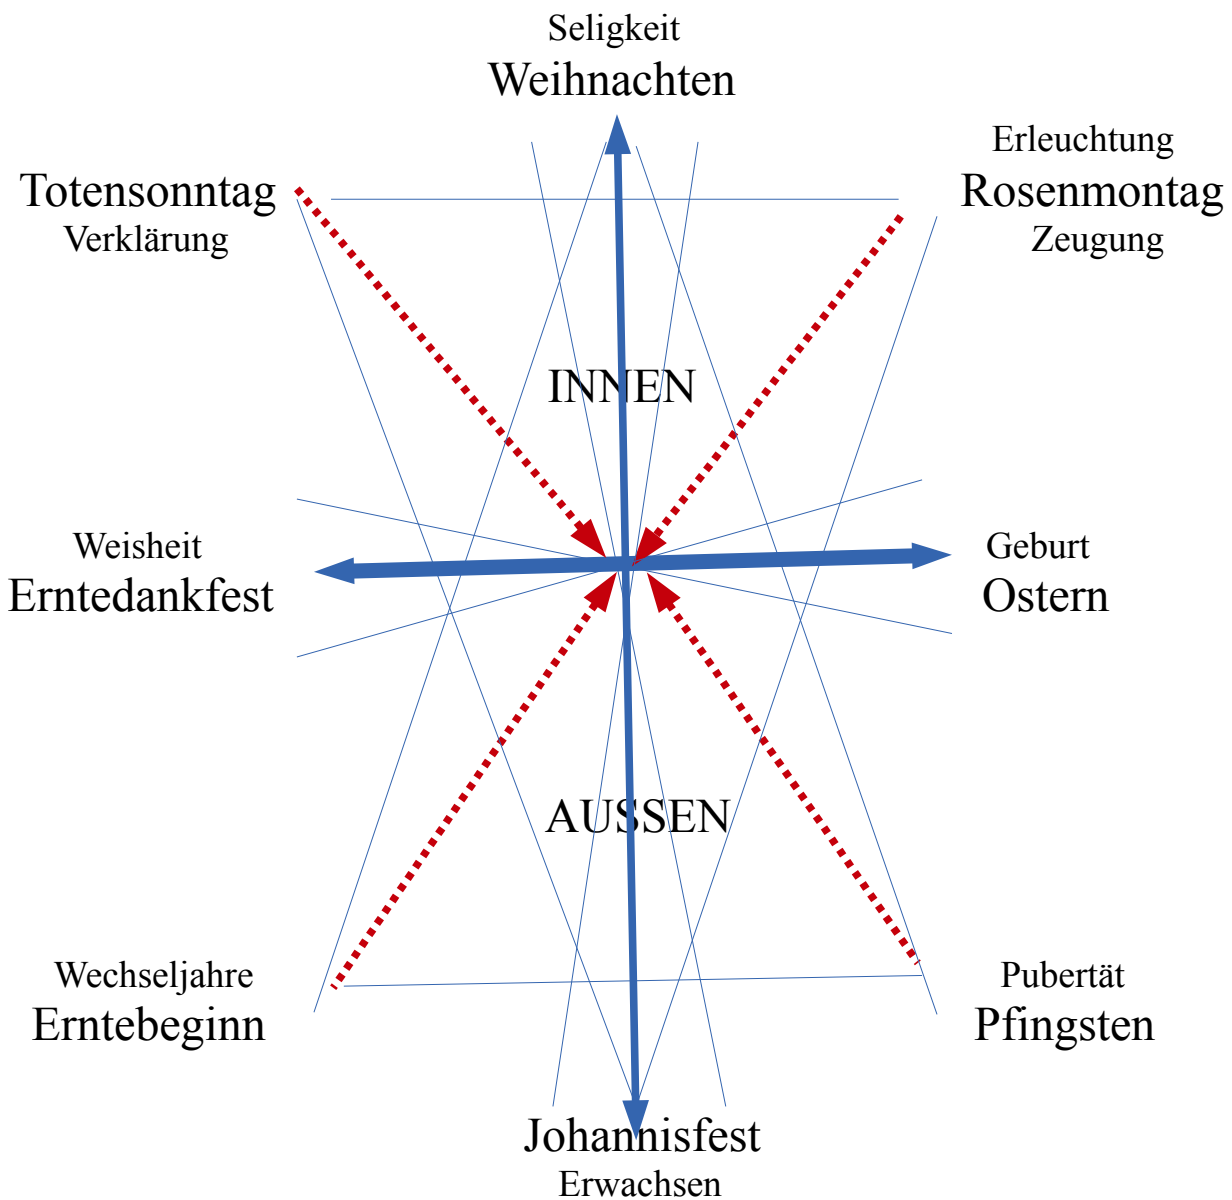 Seligkeit
Weihnachten
Erleuchtung
Totensonntag
Rosenmontag
Verklärung
Zeugung
INNEN
Weisheit
Geburt
Erntedankfest
Ostern
AUSSEN
Wechseljahre
Pubertät
Erntebeginn
Pfingsten
Johannisfest
Erwachsen